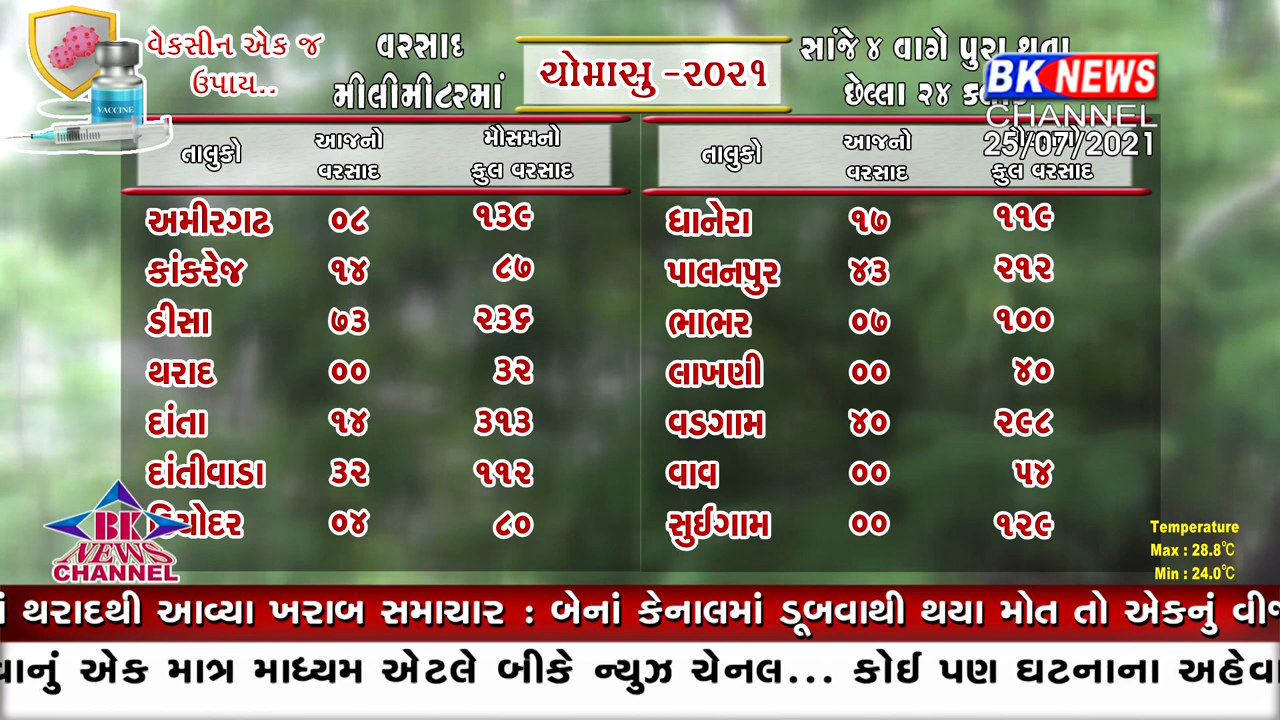 વેકસીન એક જ
ઉપાય..
VACCINE
વરસાદ
મીલીમીટરમાં
ચોમાસુ -૨૦૨૧
સાંજે ૪ વાગે પુરા થતા
છેલ્લા ૨૪
BK NEWS
CHANNEL
25/07/2021
તાલુકો આજનો વરસાદ મૌસમનો કુલ વરસાદ
તાલુકો આજનો વરસાદ કુલ વરસાદ
અમીરગઢ ૦૮ ૧૩૯
કાંકરેજ ૧૪ ૮૭
ડીસા ૭૩ ૨૩૬
થરાદ ૦૦ ૩૨
દાંતા ૧૪ ૩૧૩
દાંતીવાડા ૩૨ ૧૧૨
૦૪ ૮૦
ધાનેરા ૧૭ ૧૧૯
પાલનપુર ૪૩ ૨૧૨
ભાભર ૦૭ ૧૦૦
લાખણી ૦૦ ૪૦
વડગામ ૪૦ ૨૯૮
વાવ ૦૦ ૫૪
સુઈગામ ૦૦ ૧૨૯
BK
NEWS
CHANNEL
Temperature
Max : 28.8℃
Min : 24.0℃
થરાદથી આવ્યા ખરાબ સમાચાર : બેનાં કેનાલમાં ડૂબવાથી થયા મોત તો એકનું
એક માત્ર માધ્યમ એટલે બીકે ન્યુઝ ચેનલ... કોઈ પણ ઘટનાના